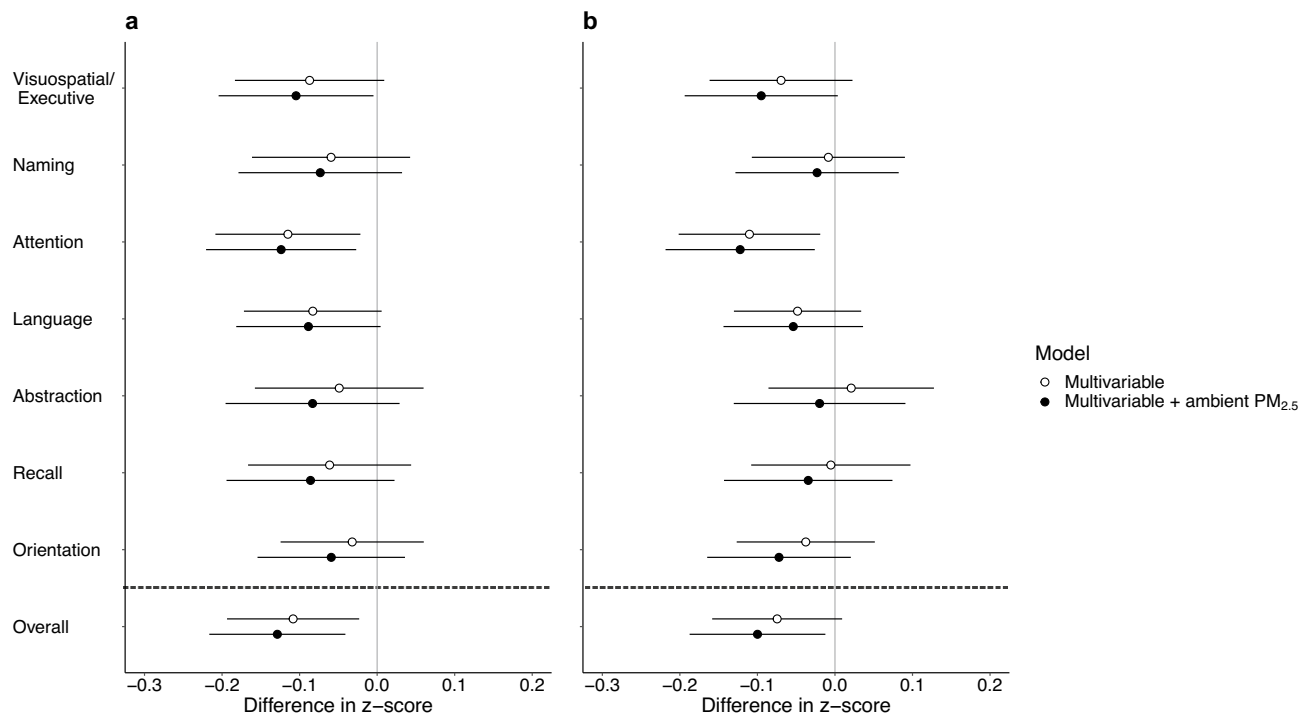 a b
Visuospatial/
Executive
Naming
Attention
Language
Abstraction
Recall
Orientation
Overall
−0.3 −0.2 −0.1 0.0 0.1 0.2
Difference in z−score
−0.3 −0.2 −0.1 0.0 0.1 0.2
Difference in z−score
Model
Multivariable
Multivariable + ambient PM₂.₅